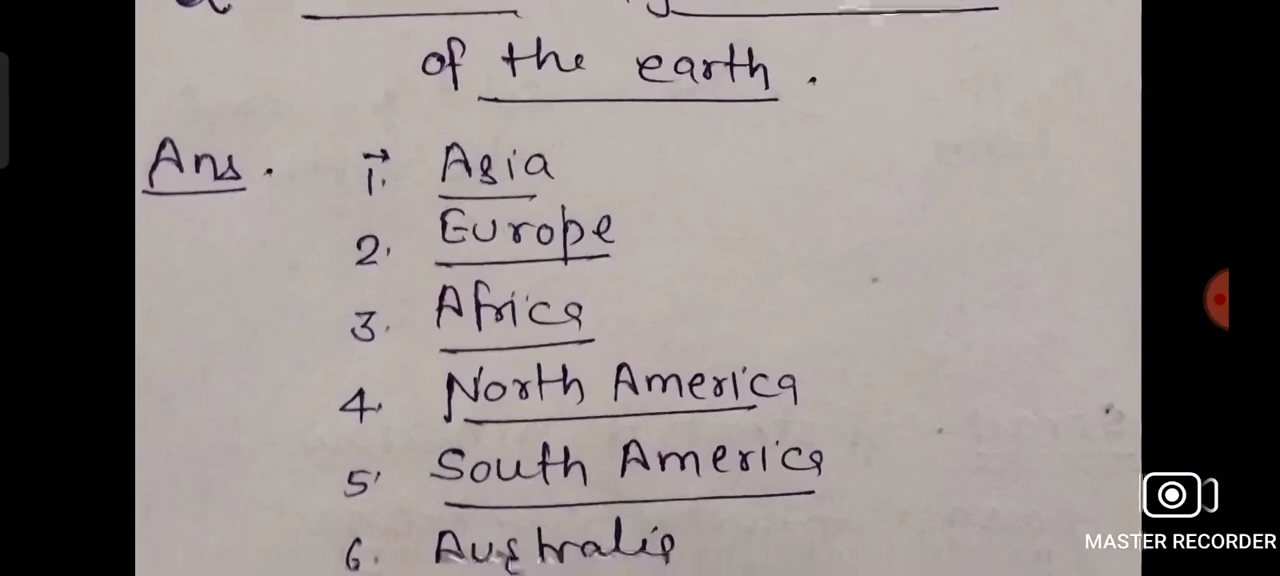 of the earth.
Ans. → 1. Asia
2. Europe
3. Africa
4. North America
5. South America
6. Australia
MASTER RECORDER